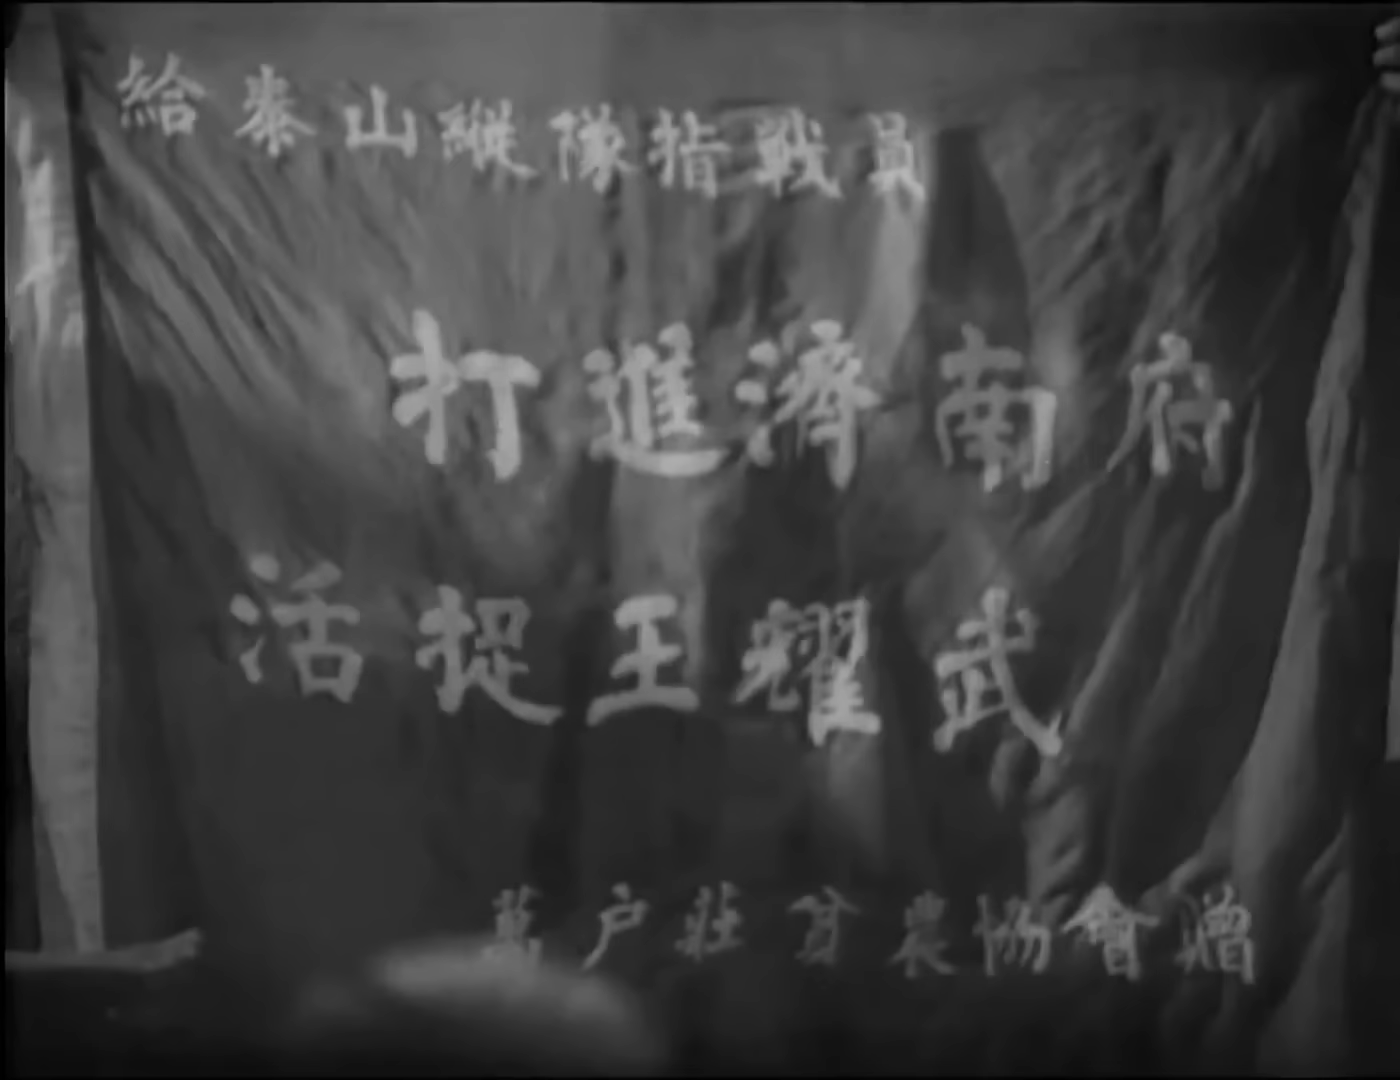 給泰山縱隊指戰員
打進濟南府
活捉王耀武
萬户莊貧農協會贈